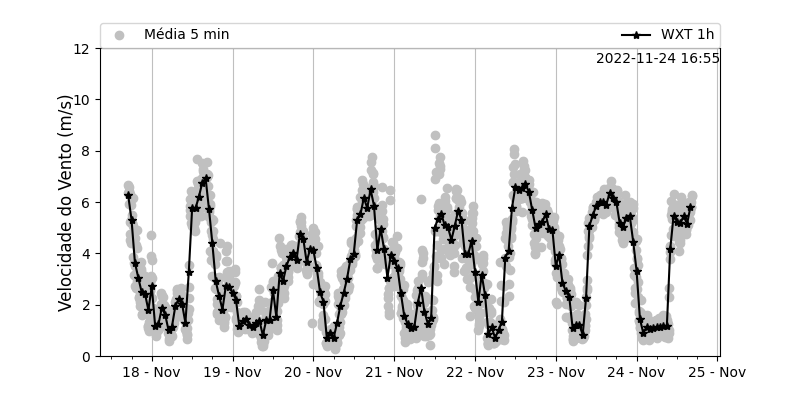 Média 5 min
WXT 1h
2022-11-24 16:55
Velocidade do Vento (m/s)
12
10
8
6
4
2
0
18 - Nov
19 - Nov
20 - Nov
21 - Nov
22 - Nov
23 - Nov
24 - Nov
25 - Nov